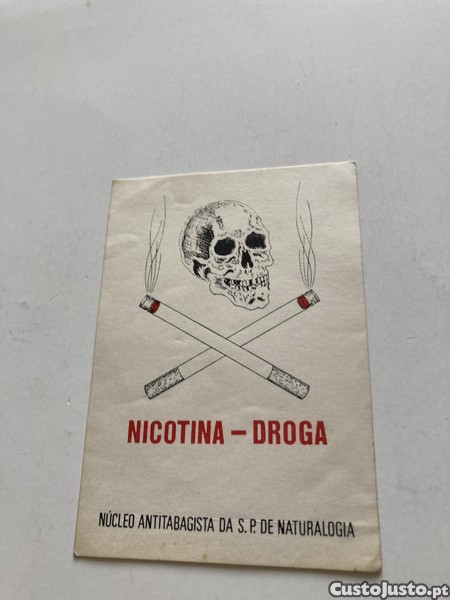 NICOTINA – DROGA
NÚCLEO ANTITABAGISTA DA S.P. DE NATURALOGIA
CustoJusto.pt